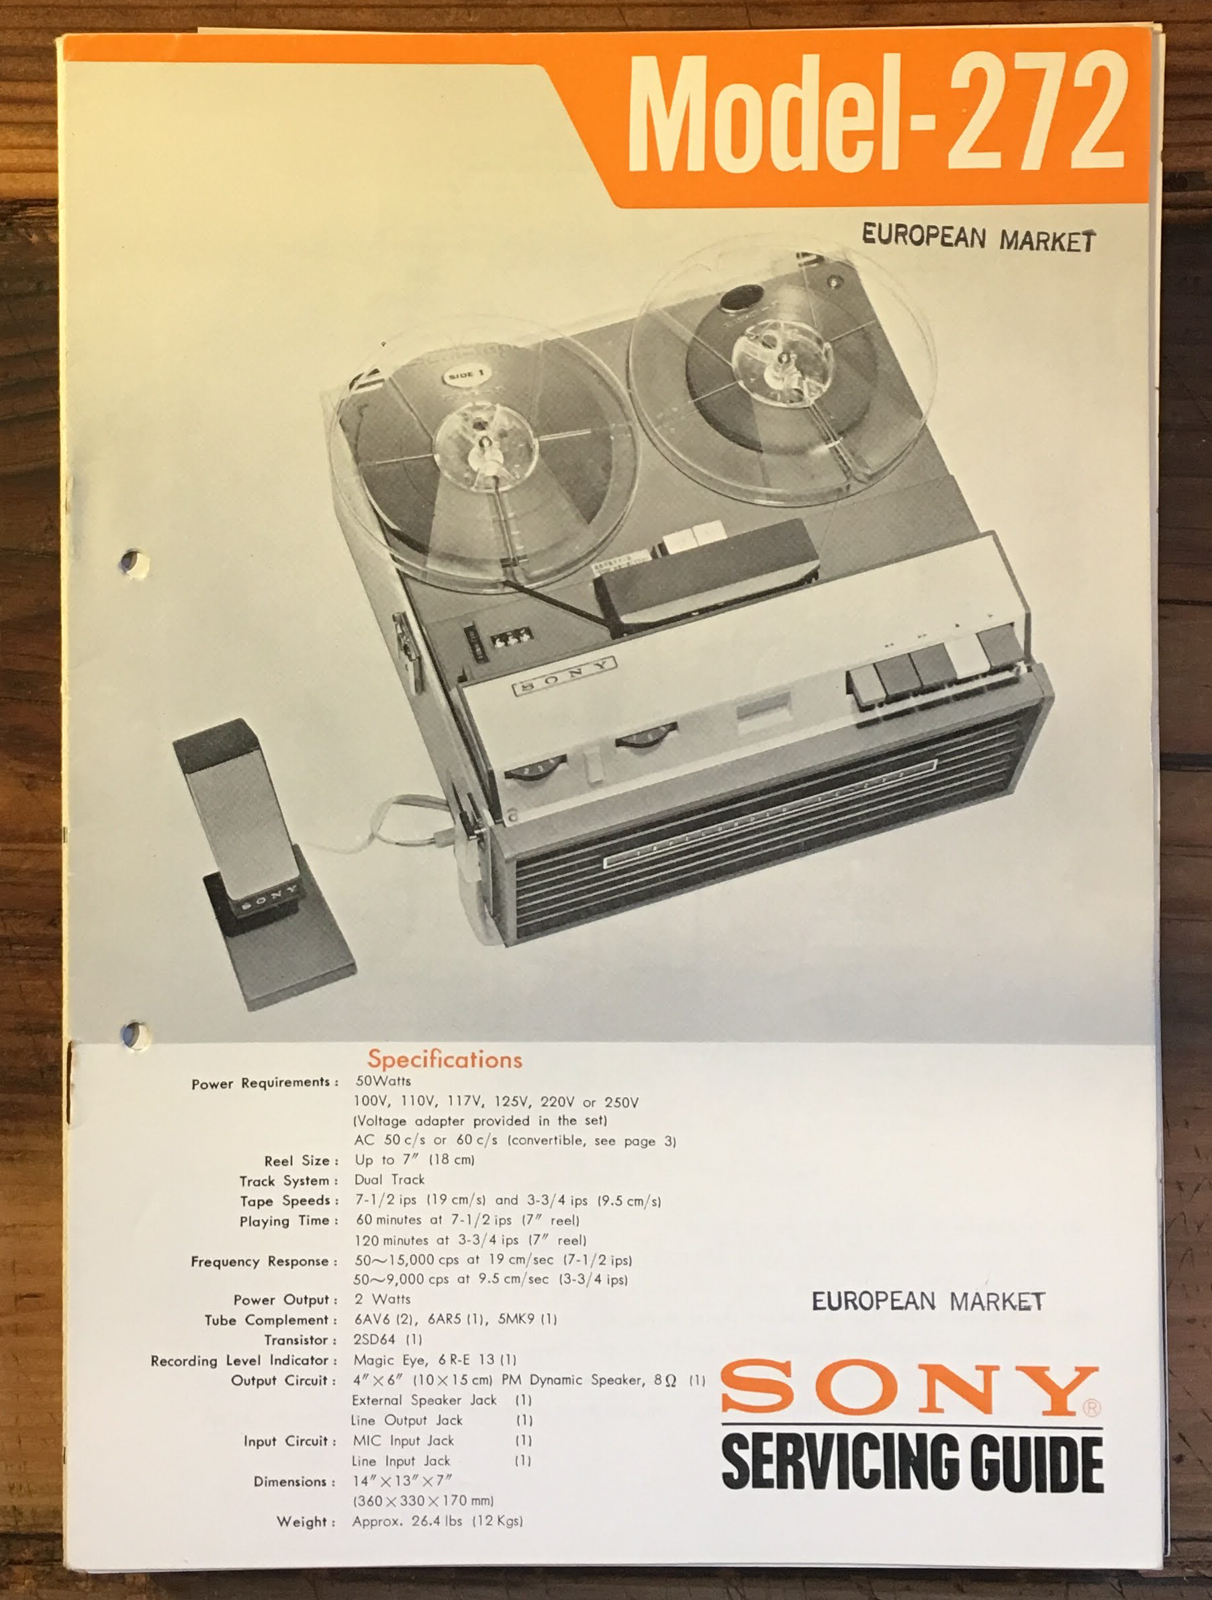 Model-272
EUROPEAN MARKET
SIDE 1
SONY
SONY
Specifications
Power Requirements : 50Watts
100V, 110V, 117V, 125V, 220V or 250V
(Voltage adapter provided in the set)
AC 50 c/s or 60 c/s (convertible, see page 3)
Reel Size : Up to 7″ (18 cm)
Track System : Dual Track
Tape Speeds : 7-1/2 ips (19 cm/s) and 3-3/4 ips (9.5 cm/s)
Playing Time : 60 minutes at 7-1/2 ips (7″ reel)
120 minutes at 3-3/4 ips (7″ reel)
Frequency Response : 50~15,000 cps at 19 cm/sec (7-1/2 ips)
50~9,000 cps at 9.5 cm/sec (3-3/4 ips)
Power Output : 2 Watts
Tube Complement : 6AV6 (2), 6AR5 (1), 5MK9 (1)
Transistor : 2SD64 (1)
Recording Level Indicator : Magic Eye, 6 R-E 13 (1)
Output Circuit : 4″×6″ (10×15 cm) PM Dynamic Speaker, 8Ω (1)
External Speaker Jack (1)
Line Output Jack (1)
Input Circuit : MIC Input Jack (1)
Line Input Jack (1)
Dimensions : 14″×13″×7″
(360×330×170 mm)
Weight : Approx. 26.4 lbs (12 Kgs)
EUROPEAN MARKET
SONY®
SERVICING GUIDE